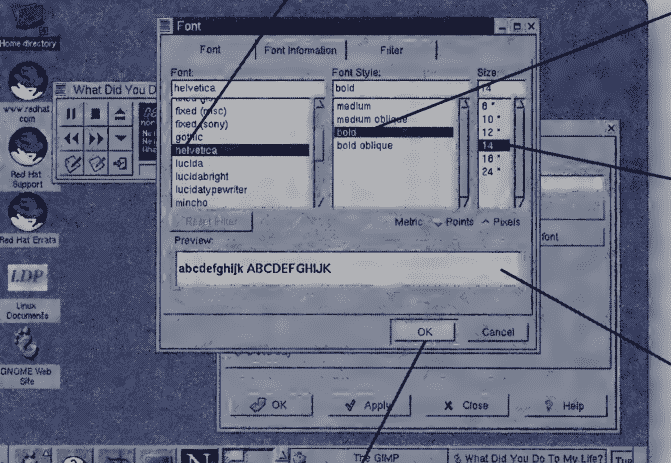 Home directory
www.redhat.com
Red Hat
Support
Red Hat Errata
LDP
Linux
Documents
GNOME Web
Site
What Did You D
Font
Font
Font Information
Filter
Font:
Font Style:
Size:
helvetica
bold
14
fixed (misc)
fixed (sony)
gothic
helvetica
lucida
lucidabright
lucidatypewriter
mincho
medium
medium oblique
bold
bold oblique
8 *
10 *
12 *
14
18 *
24 *
Reset Filter
Metric:
Points
Pixels
Preview:
abcdefghijk ABCDEFGHIJK
OK
Cancel
font
OK
Apply
Close
Help
N
The GIMP
What Did You Do To My Life?
Tue